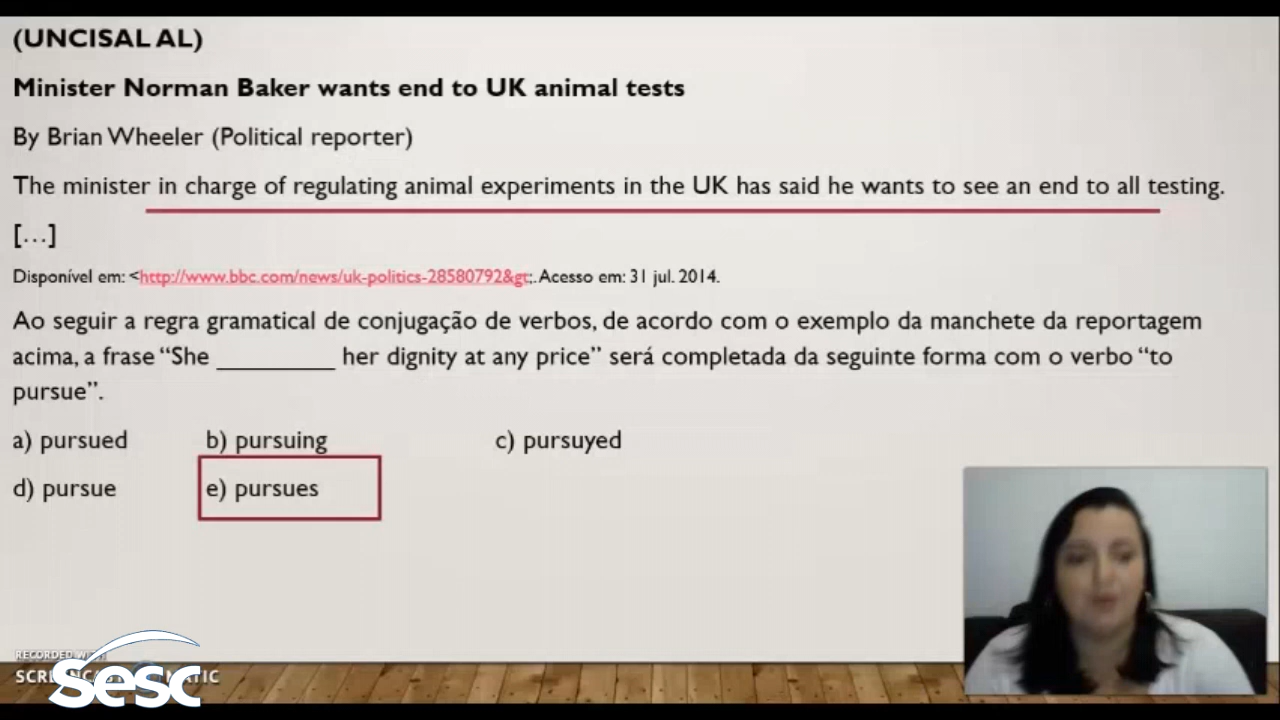 (UNCISAL AL)
Minister Norman Baker wants end to UK animal tests
By Brian Wheeler (Political reporter)
The minister in charge of regulating animal experiments in the UK has said he wants to see an end to all testing.
[...]
Disponível em: <http://www.bbc.com/news/uk-politics-28580792&gt;. Acesso em: 31 jul. 2014.
Ao seguir a regra gramatical de conjugação de verbos, de acordo com o exemplo da manchete da reportagem
acima, a frase “She __________ her dignity at any price” será completada da seguinte forma com o verbo “to
pursue”.
a) pursued b) pursuing c) pursuyed
d) pursue e) pursues
RECORDED WITH
Sesc